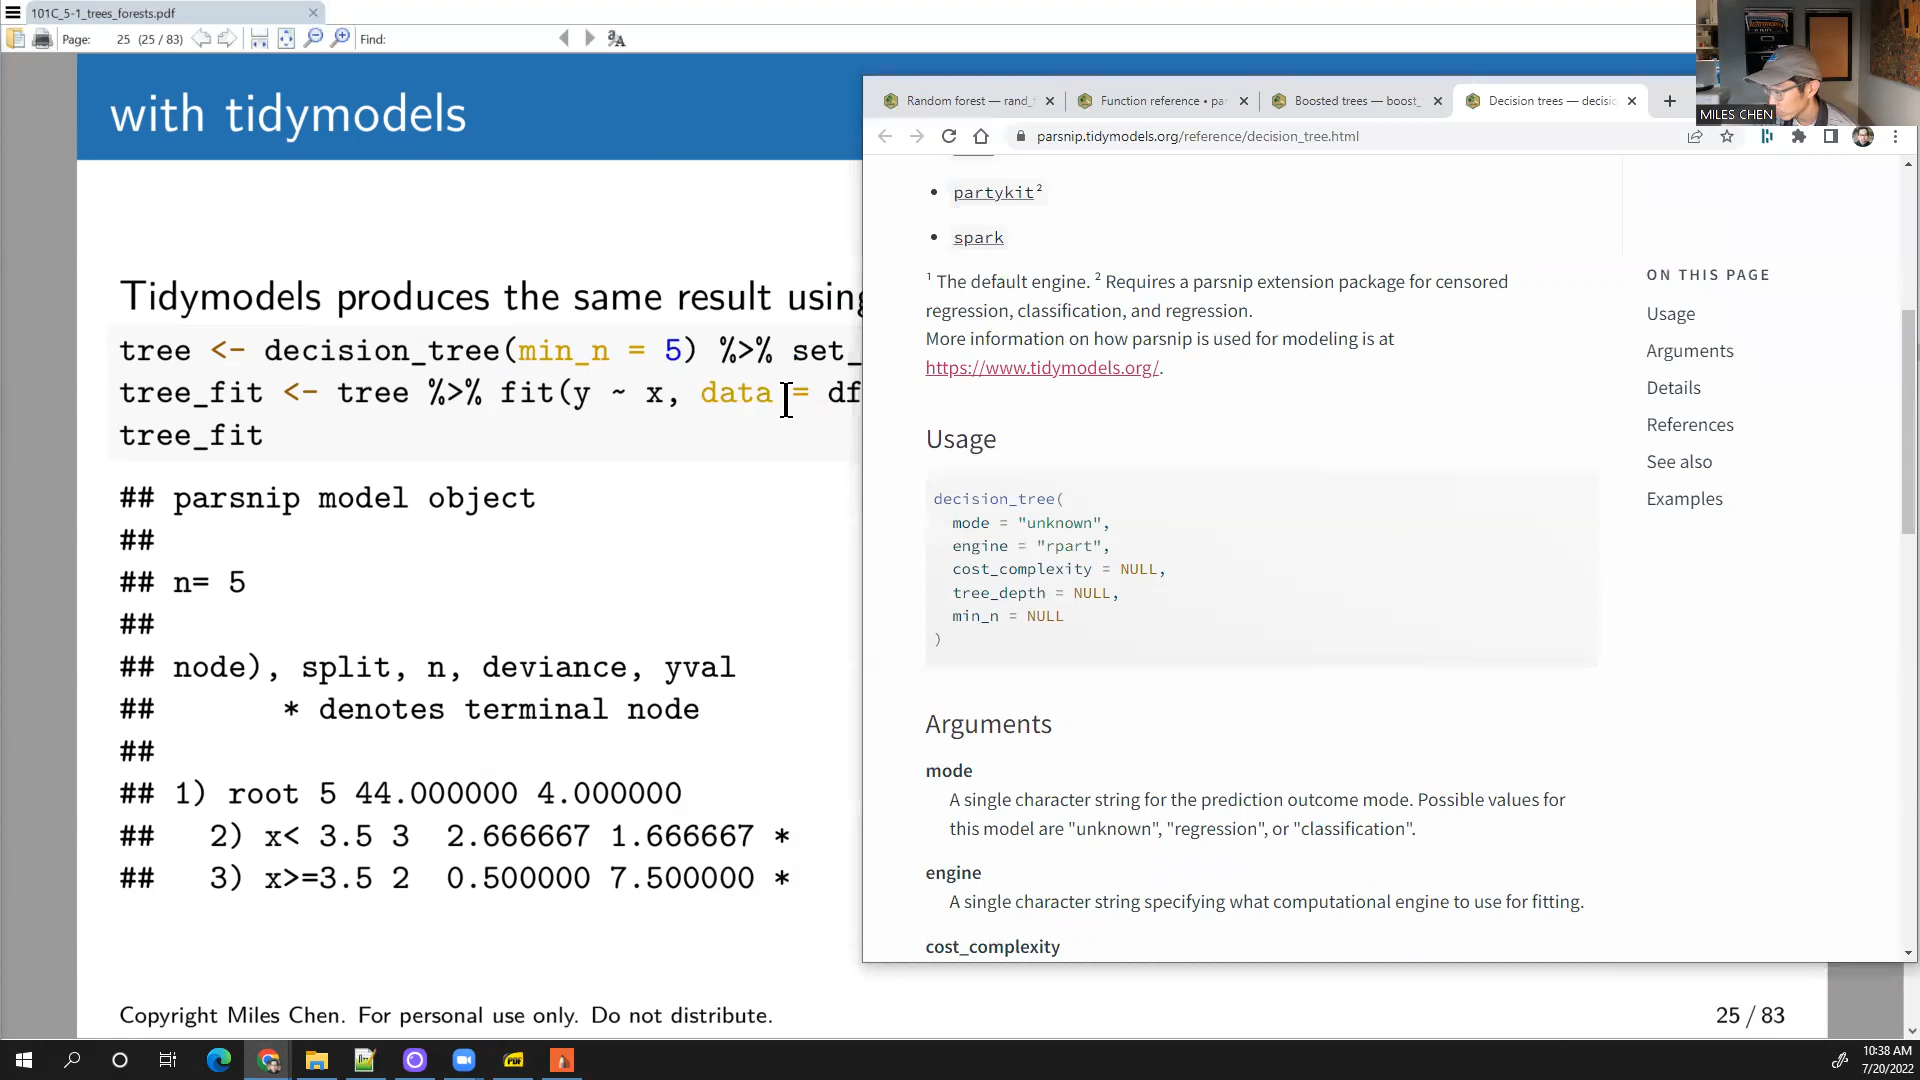 101C_5-1_trees_forests.pdf
Page: 25 (25 / 83) Find:
with tidymodels
Tidymodels produces the same result using
tree <- decision_tree(min_n = 5) %>% set_
tree_fit <- tree %>% fit(y ~ x, data = df
tree_fit
## parsnip model object
##
## n= 5
##
## node), split, n, deviance, yval
##       * denotes terminal node
##
## 1) root 5 44.000000 4.000000
##   2) x< 3.5 3  2.666667 1.666667 *
##   3) x>=3.5 2  0.500000 7.500000 *
Copyright Miles Chen. For personal use only. Do not distribute.
25 / 83
Random forest — rand_
Function reference • par
Boosted trees — boost_
Decision trees — decisio
parsnip.tidymodels.org/reference/decision_tree.html
MILES CHEN
• partykit²
• spark
¹ The default engine. ² Requires a parsnip extension package for censored
regression, classification, and regression.
More information on how parsnip is used for modeling is at
https://www.tidymodels.org/.
Usage
decision_tree(
  mode = "unknown",
  engine = "rpart",
  cost_complexity = NULL,
  tree_depth = NULL,
  min_n = NULL
)
Arguments
mode
A single character string for the prediction outcome mode. Possible values for
this model are "unknown", "regression", or "classification".
engine
A single character string specifying what computational engine to use for fitting.
cost_complexity
ON THIS PAGE
Usage
Arguments
Details
References
See also
Examples
PDF
10:38 AM
7/20/2022